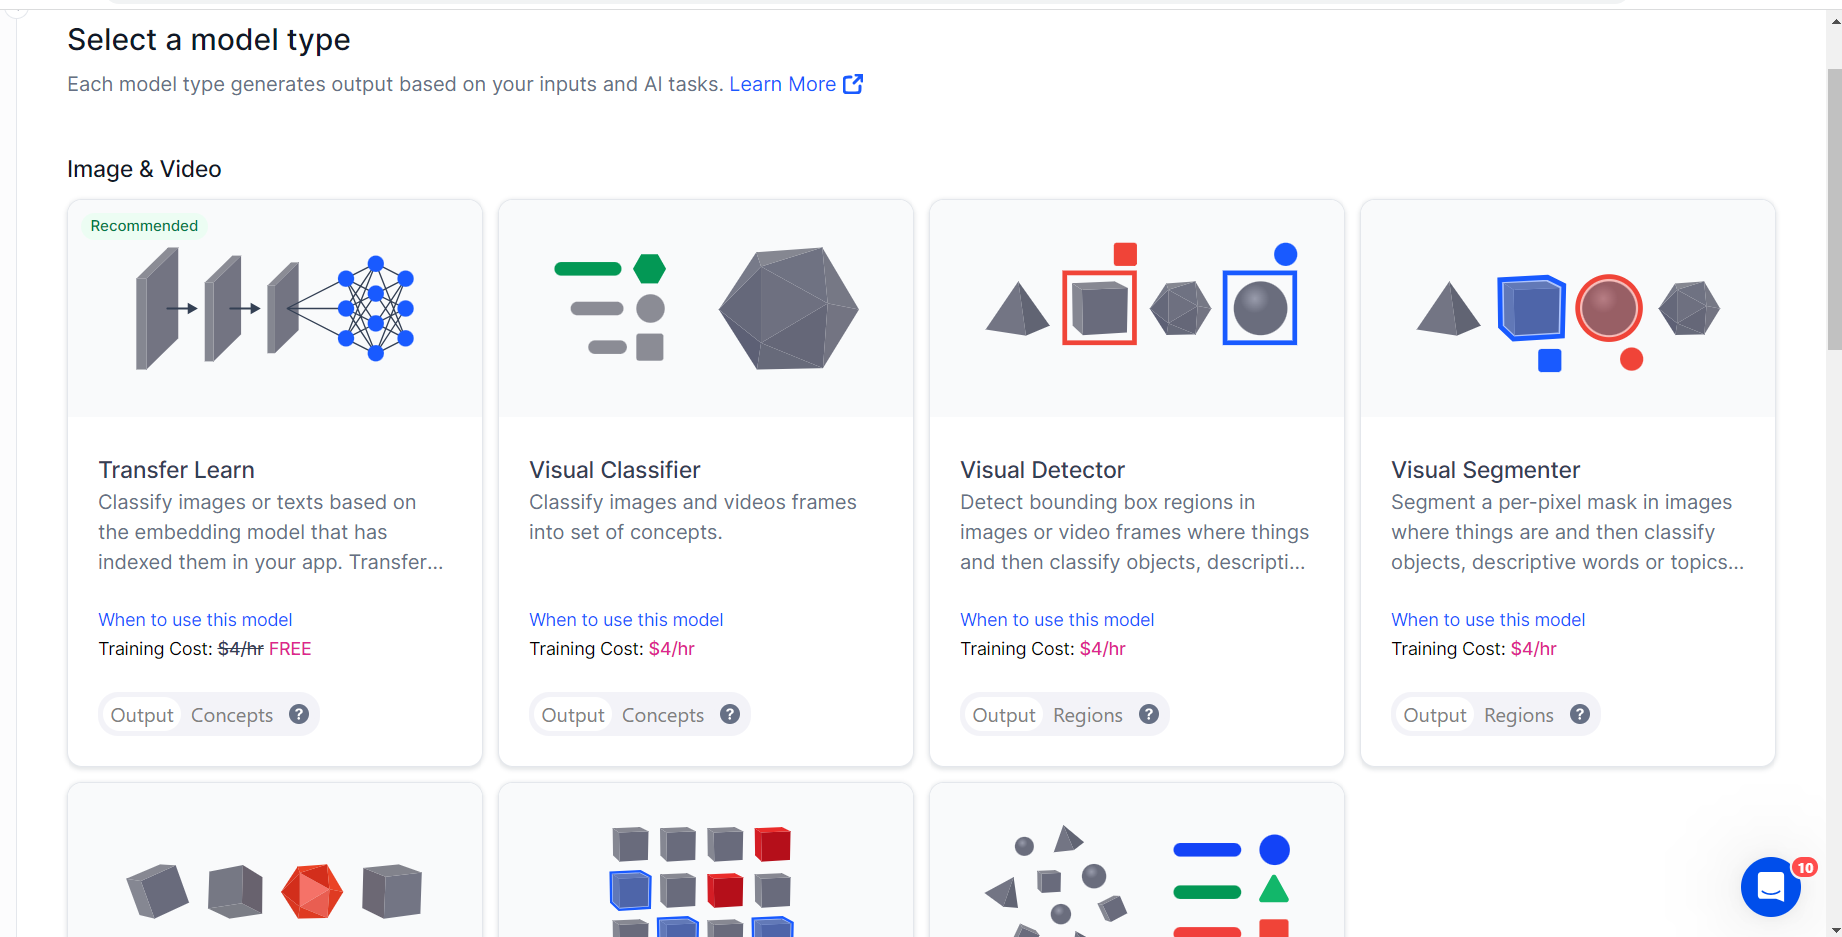 Select a model type
Each model type generates output based on your inputs and AI tasks. Learn More
Image & Video
Recommended
Transfer Learn
Classify images or texts based on
the embedding model that has
indexed them in your app. Transfer...
When to use this model
Training Cost: $4/hr FREE
Output Concepts ?
Visual Classifier
Classify images and videos frames
into set of concepts.
When to use this model
Training Cost: $4/hr
Output Concepts ?
Visual Detector
Detect bounding box regions in
images or video frames where things
and then classify objects, descripti...
When to use this model
Training Cost: $4/hr
Output Regions ?
Visual Segmenter
Segment a per-pixel mask in images
where things are and then classify
objects, descriptive words or topics...
When to use this model
Training Cost: $4/hr
Output Regions ?
10